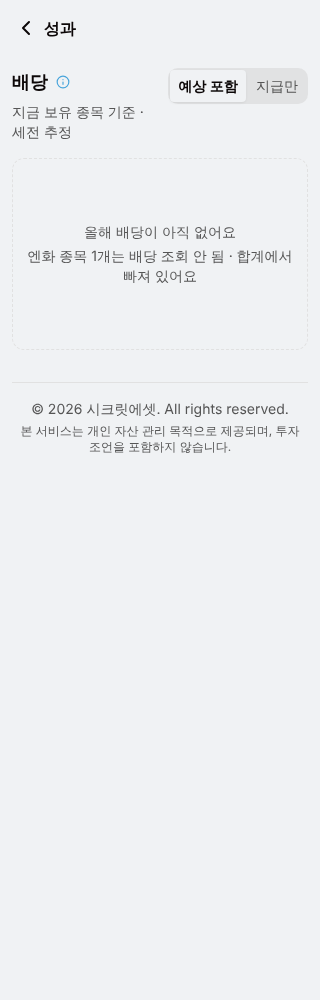 성과
배당
예상 포함
지급만
지금 보유 종목 기준 ·
세전 추정
올해 배당이 아직 없어요
엔화 종목 1개는 배당 조회 안 됨 · 합계에서
빠져 있어요
© 2026 시크릿에셋. All rights reserved.
본 서비스는 개인 자산 관리 목적으로 제공되며, 투자
조언을 포함하지 않습니다.